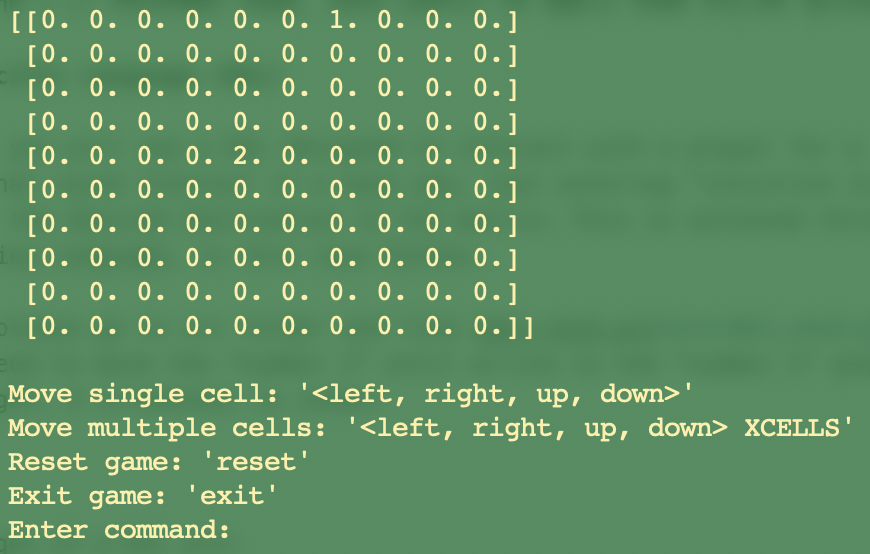 [[0. 0. 0. 0. 0. 0. 1. 0. 0. 0.]
[0. 0. 0. 0. 0. 0. 0. 0. 0. 0.]
[0. 0. 0. 0. 0. 0. 0. 0. 0. 0.]
[0. 0. 0. 0. 0. 0. 0. 0. 0. 0.]
[0. 0. 0. 0. 2. 0. 0. 0. 0. 0.]
[0. 0. 0. 0. 0. 0. 0. 0. 0. 0.]
[0. 0. 0. 0. 0. 0. 0. 0. 0. 0.]
[0. 0. 0. 0. 0. 0. 0. 0. 0. 0.]
[0. 0. 0. 0. 0. 0. 0. 0. 0. 0.]
[0. 0. 0. 0. 0. 0. 0. 0. 0. 0.]]
Move single cell: '<left, right, up, down>'
Move multiple cells: '<left, right, up, down> XCELLS'
Reset game: 'reset'
Exit game: 'exit'
Enter command: